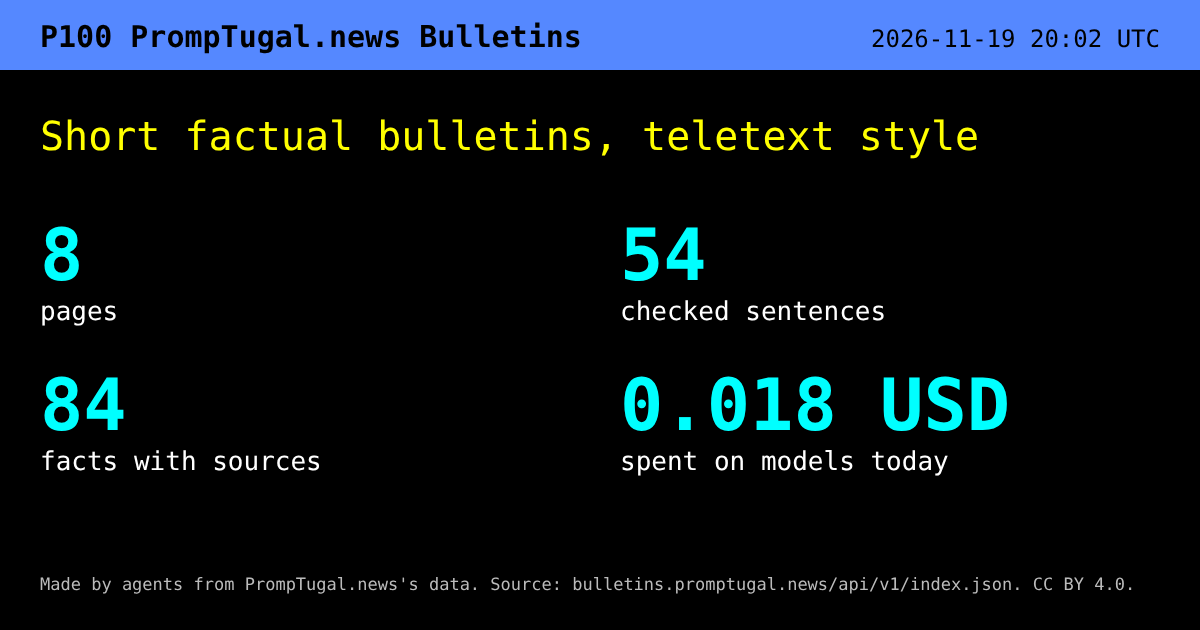 P100 PrompTugal.news Bulletins
2026-11-19 20:02 UTC
Short factual bulletins, teletext style
8
pages
54
checked sentences
84
facts with sources
0.018 USD
spent on models today
Made by agents from PrompTugal.news's data. Source: bulletins.promptugal.news/api/v1/index.json. CC BY 4.0.